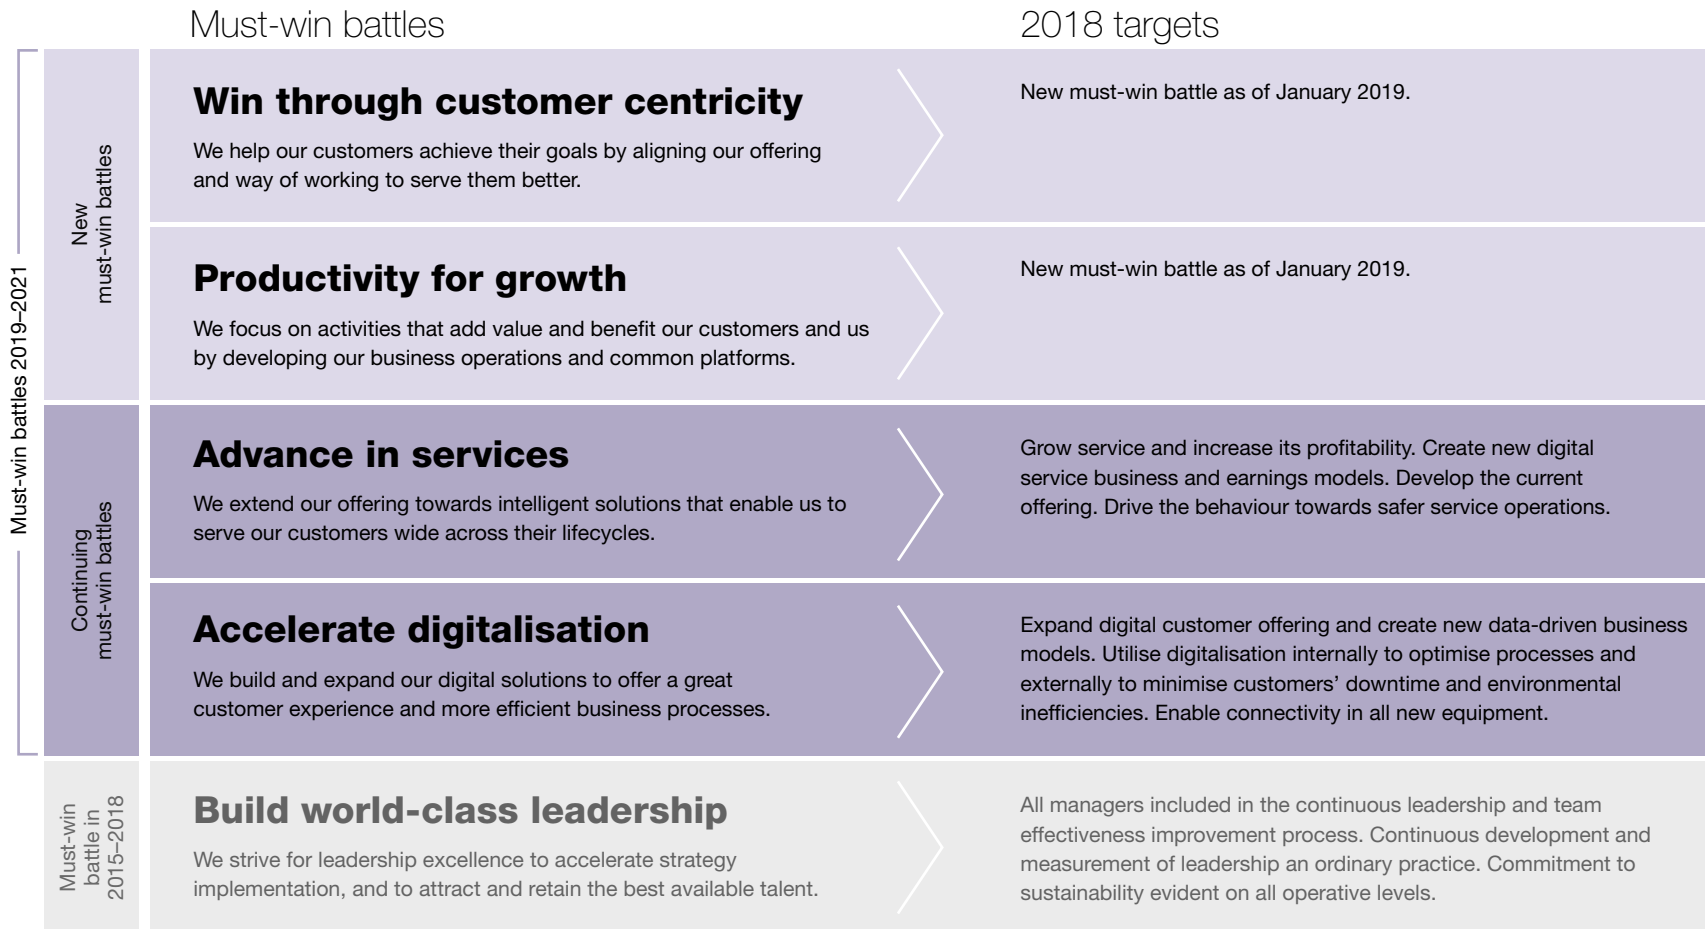 Must-win battles
2018 targets
Must-win battles 2019–2021
New
must-win battles
Win through customer centricity
We help our customers achieve their goals by aligning our offering
and way of working to serve them better.
New must-win battle as of January 2019.
Productivity for growth
We focus on activities that add value and benefit our customers and us
by developing our business operations and common platforms.
New must-win battle as of January 2019.
Continuing
must-win battles
Advance in services
We extend our offering towards intelligent solutions that enable us to
serve our customers wide across their lifecycles.
Grow service and increase its profitability. Create new digital
service business and earnings models. Develop the current
offering. Drive the behaviour towards safer service operations.
Accelerate digitalisation
We build and expand our digital solutions to offer a great
customer experience and more efficient business processes.
Expand digital customer offering and create new data-driven business
models. Utilise digitalisation internally to optimise processes and
externally to minimise customers’ downtime and environmental
inefficiencies. Enable connectivity in all new equipment.
Must-win
battle in
2015–2018
Build world-class leadership
We strive for leadership excellence to accelerate strategy
implementation, and to attract and retain the best available talent.
All managers included in the continuous leadership and team
effectiveness improvement process. Continuous development and
measurement of leadership an ordinary practice. Commitment to
sustainability evident on all operative levels.